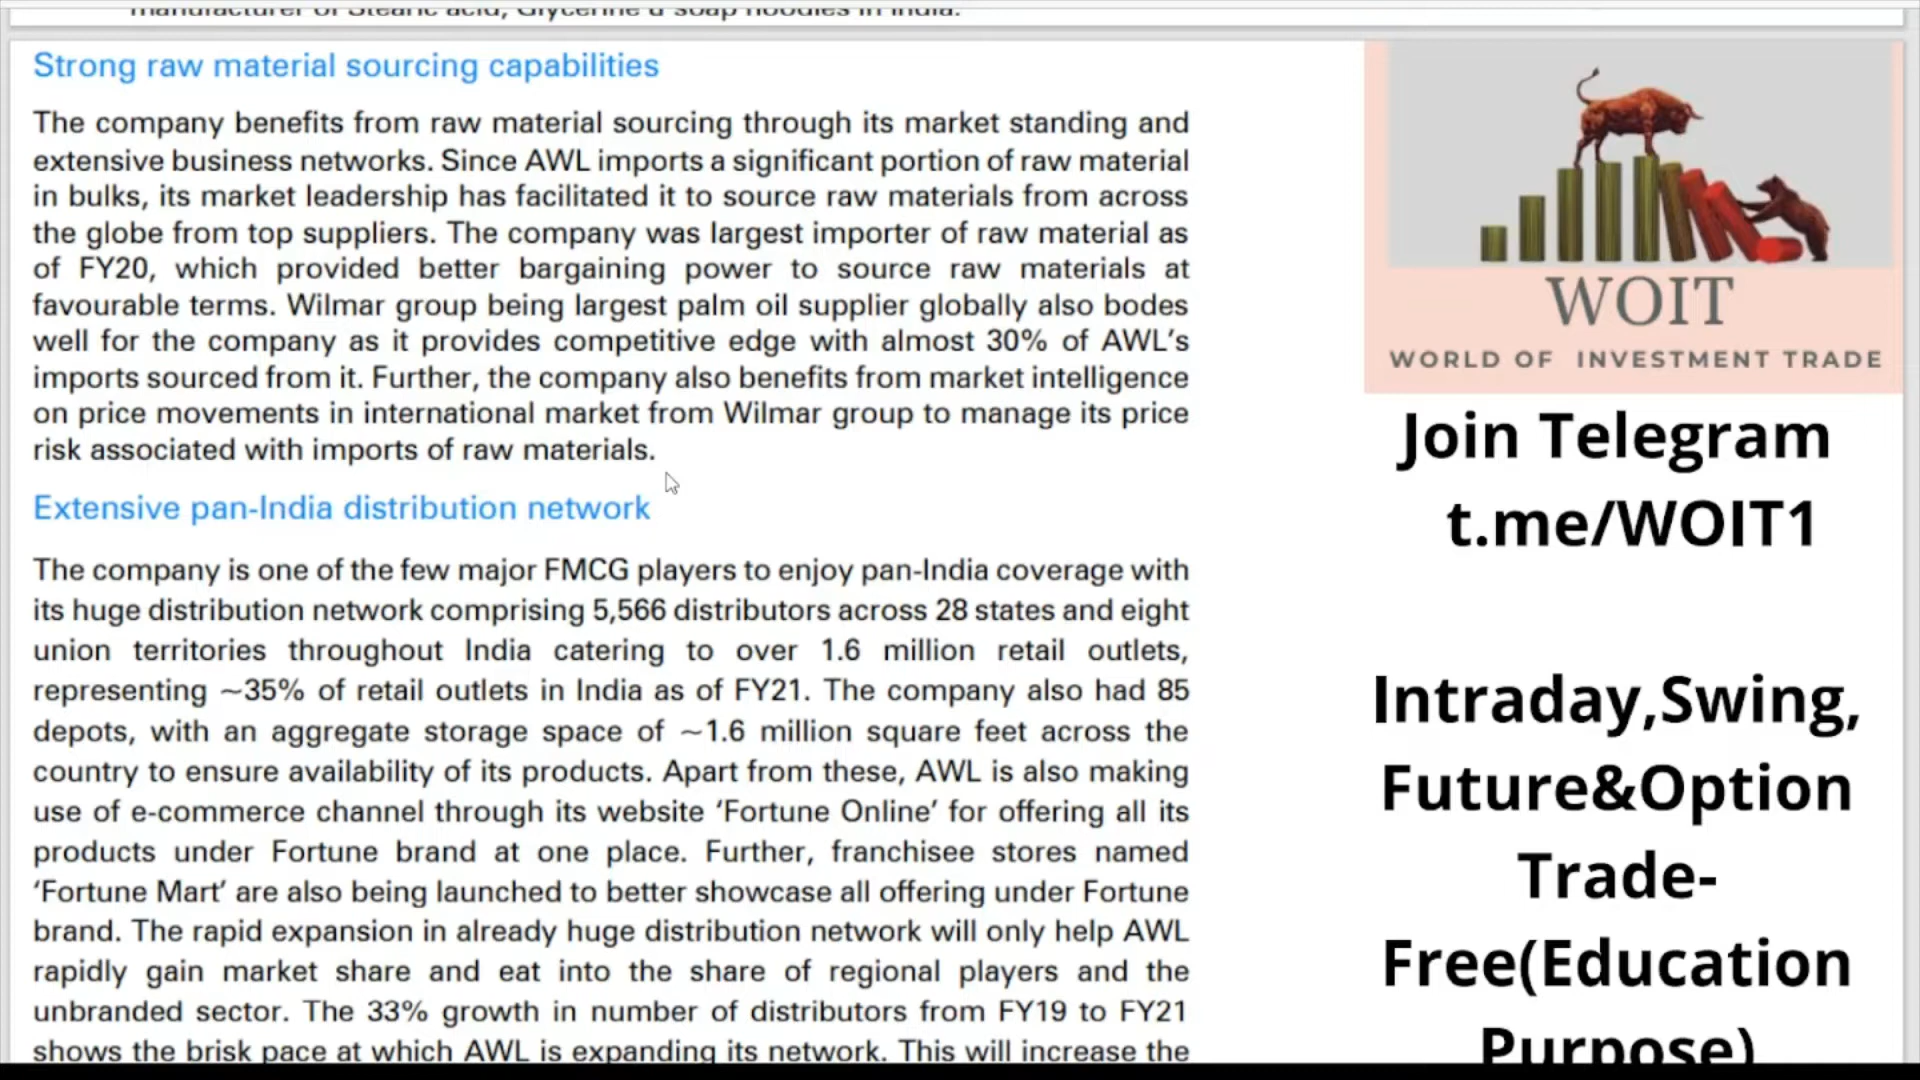 manufacturer of Stearic acid, Glycerine & soap noodles in India.
Strong raw material sourcing capabilities
The company benefits from raw material sourcing through its market standing and
extensive business networks. Since AWL imports a significant portion of raw material
in bulks, its market leadership has facilitated it to source raw materials from across
the globe from top suppliers. The company was largest importer of raw material as
of FY20, which provided better bargaining power to source raw materials at
favourable terms. Wilmar group being largest palm oil supplier globally also bodes
well for the company as it provides competitive edge with almost 30% of AWL's
imports sourced from it. Further, the company also benefits from market intelligence
on price movements in international market from Wilmar group to manage its price
risk associated with imports of raw materials.
Extensive pan-India distribution network
The company is one of the few major FMCG players to enjoy pan-India coverage with
its huge distribution network comprising 5,566 distributors across 28 states and eight
union territories throughout India catering to over 1.6 million retail outlets,
representing ~35% of retail outlets in India as of FY21. The company also had 85
depots, with an aggregate storage space of ~1.6 million square feet across the
country to ensure availability of its products. Apart from these, AWL is also making
use of e-commerce channel through its website 'Fortune Online' for offering all its
products under Fortune brand at one place. Further, franchisee stores named
'Fortune Mart' are also being launched to better showcase all offering under Fortune
brand. The rapid expansion in already huge distribution network will only help AWL
rapidly gain market share and eat into the share of regional players and the
unbranded sector. The 33% growth in number of distributors from FY19 to FY21
shows the brisk pace at which AWL is expanding its network. This will increase the
WOIT
WORLD OF INVESTMENT TRADE
Join Telegram
t.me/WOIT1
Intraday,Swing,
Future&Option
Trade-
Free(Education
Purpose)